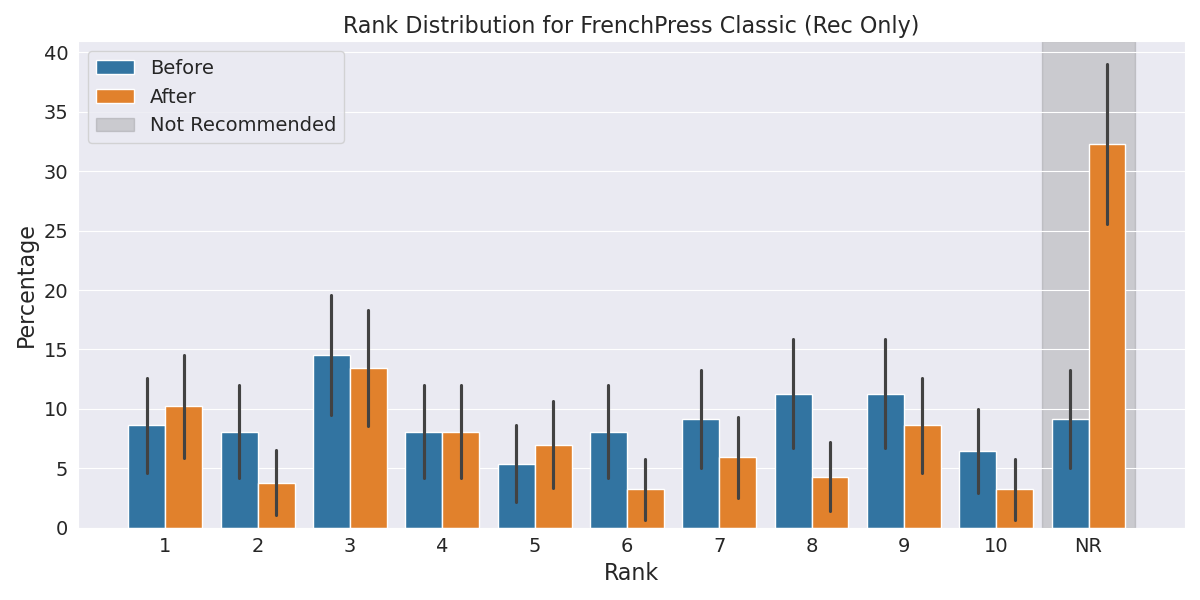 Rank Distribution for FrenchPress Classic (Rec Only)
Before
After
Not Recommended
Percentage
40
35
30
25
20
15
10
5
0
1 2 3 4 5 6 7 8 9 10 NR
Rank